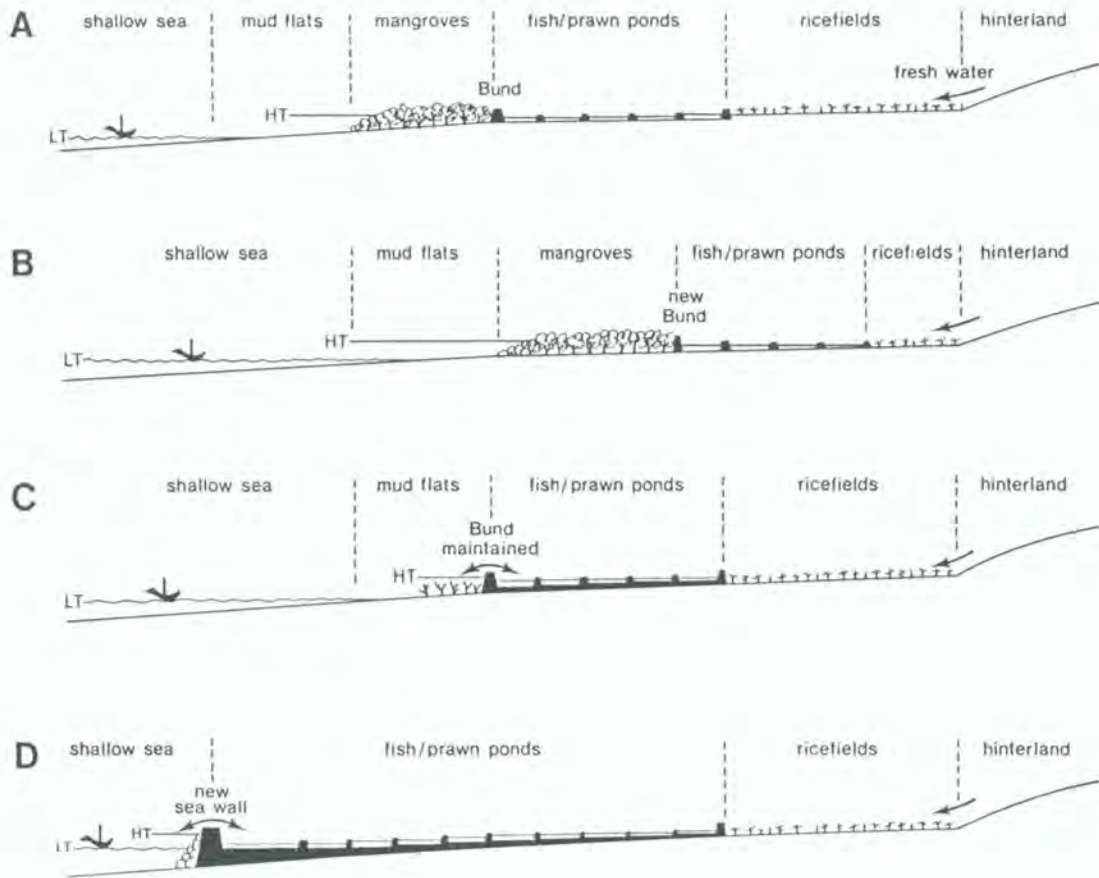 A
shallow sea mud flats mangroves fish/prawn ponds ricefields hinterland
Bund
fresh water
HT
LT
B
shallow sea mud flats mangroves fish/prawn ponds ricefields hinterland
new
Bund
HT
LT
C
shallow sea mud flats fish/prawn ponds ricefields hinterland
Bund
maintained
HT
LT
D
shallow sea fish/prawn ponds ricefields hinterland
new
sea wall
HT
LT